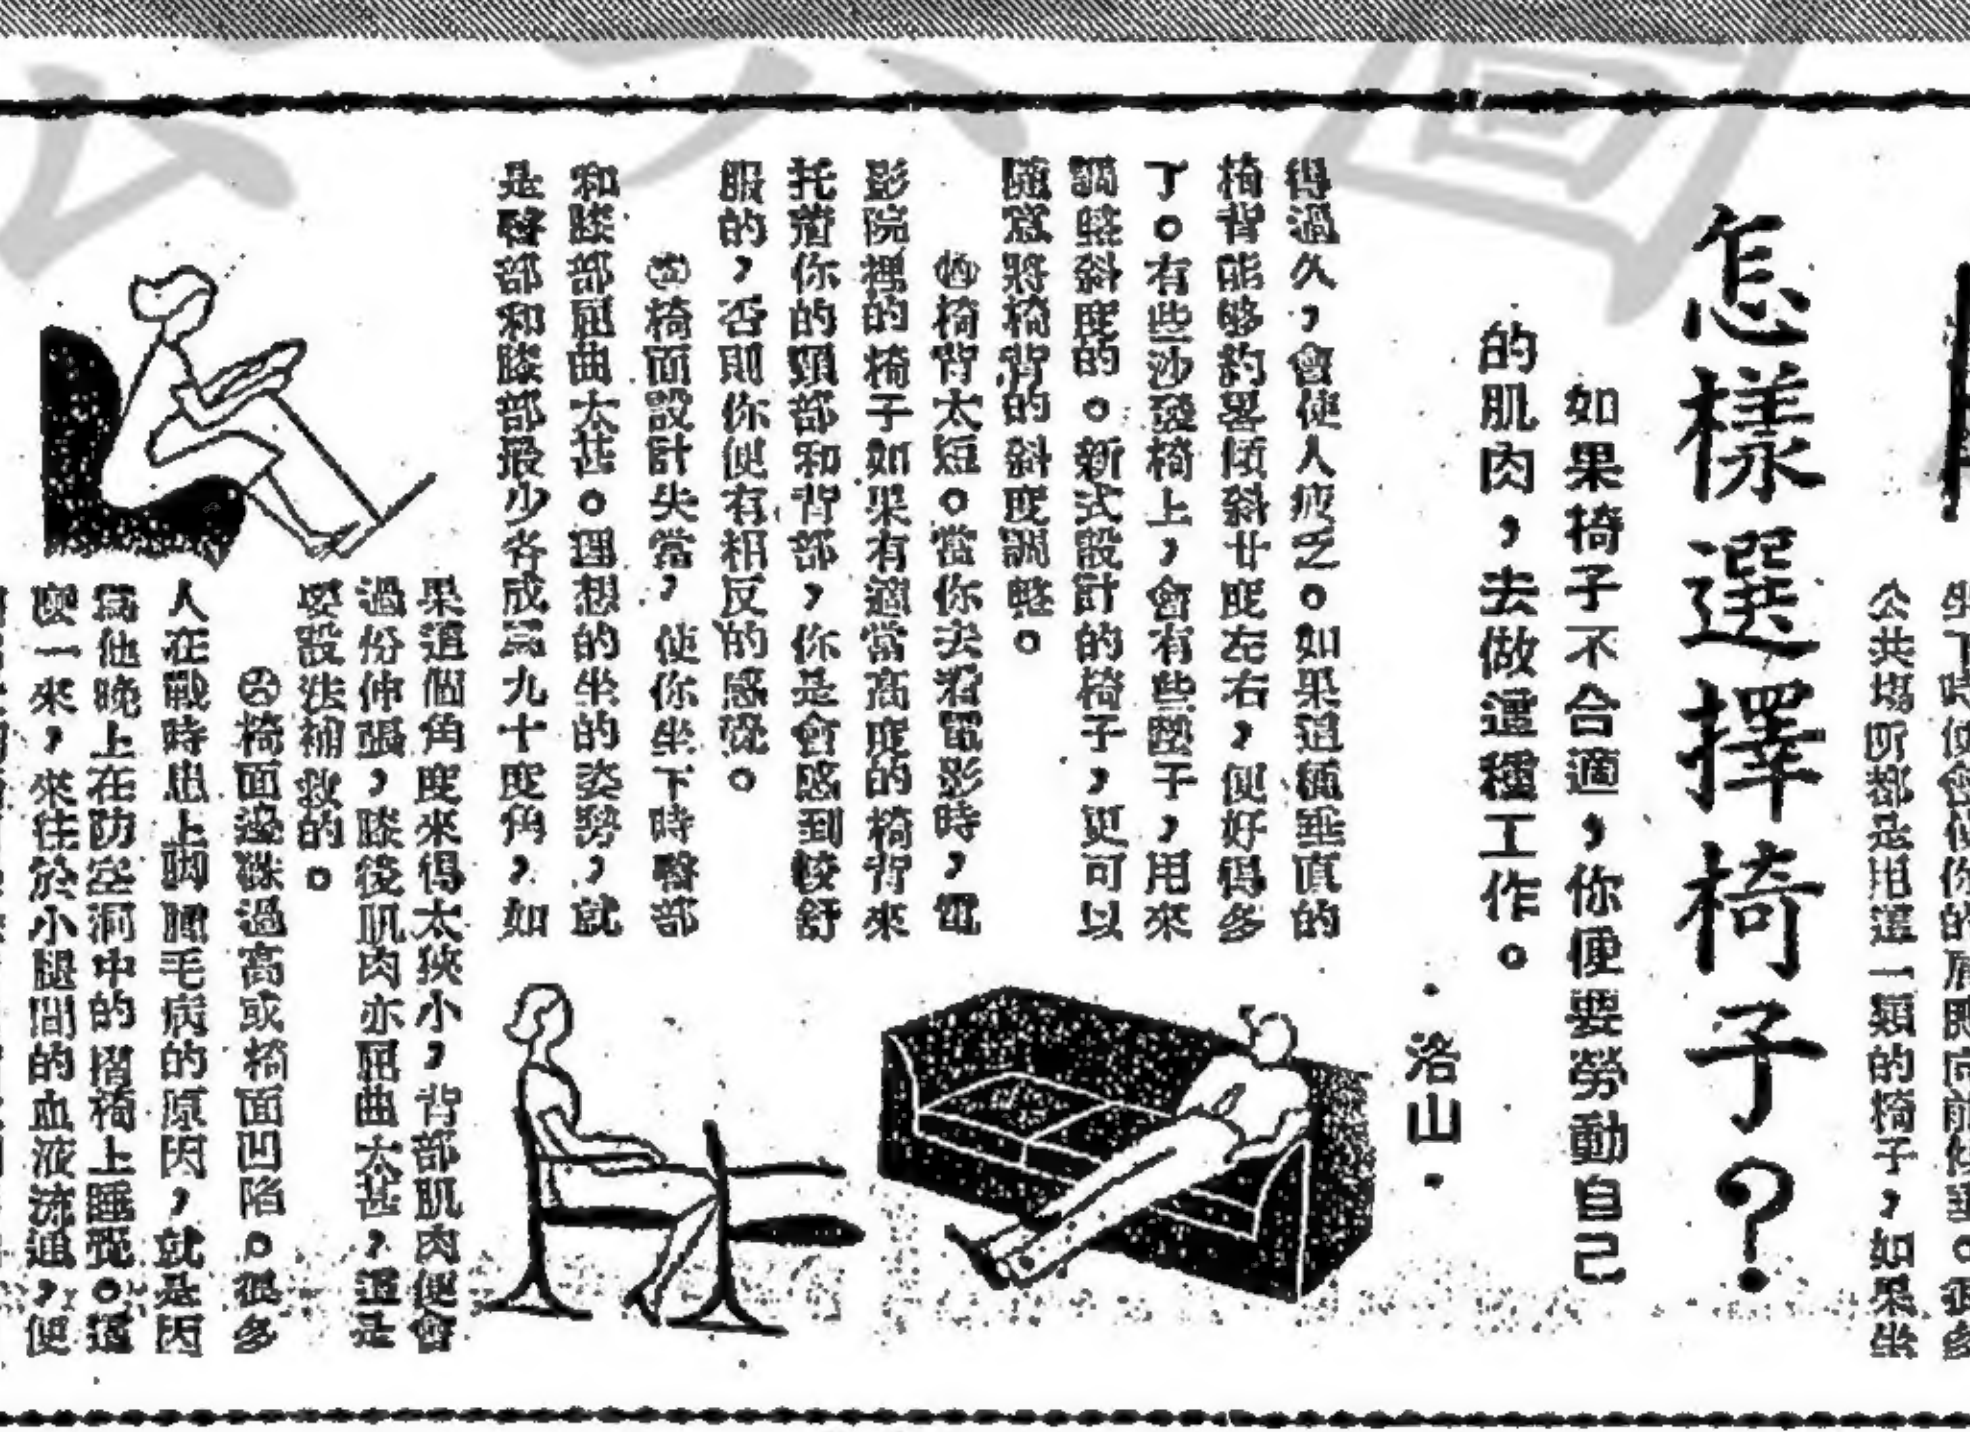 怎樣選擇椅子？
如果椅子不合適，你便要勞動自己
的肌肉，去做這種工作。
·洛山·
公共塲所都是用這一類的椅子，如果坐
得過久，會使人疲乏。如果這種垂直的
椅背能够約畧傾斜廿度左右，便好得多
了。有些沙發椅上，會有些墊子，用來
調整斜度的。新式設計的椅子，更可以
隨意將椅背的斜度調整。
㈣椅背太短。當你去看電影時，電
影院裡的椅子如果有適當高度的椅背來
托着你的頭部和背部，你是會感到較舒
服的，否則你便有相反的感覺。
㈤椅面設計失當，使你坐下時臀部
和膝部屈曲太甚。理想的坐的姿勢，就
是臀部和膝部最少各成爲九十度角，如
果這個角度來得太狹小，背部肌肉便會
過份伸張，膝後肌肉亦屈曲太甚，這是
要設法補救的。
㈥椅面邊緣過高或椅面凹陷。很多
人在戰時患上脚腫毛病的原因，就是因
爲他晚上在防空洞中的摺椅上睡覺。這
麼一來，來往於小腿間的血液流通，便